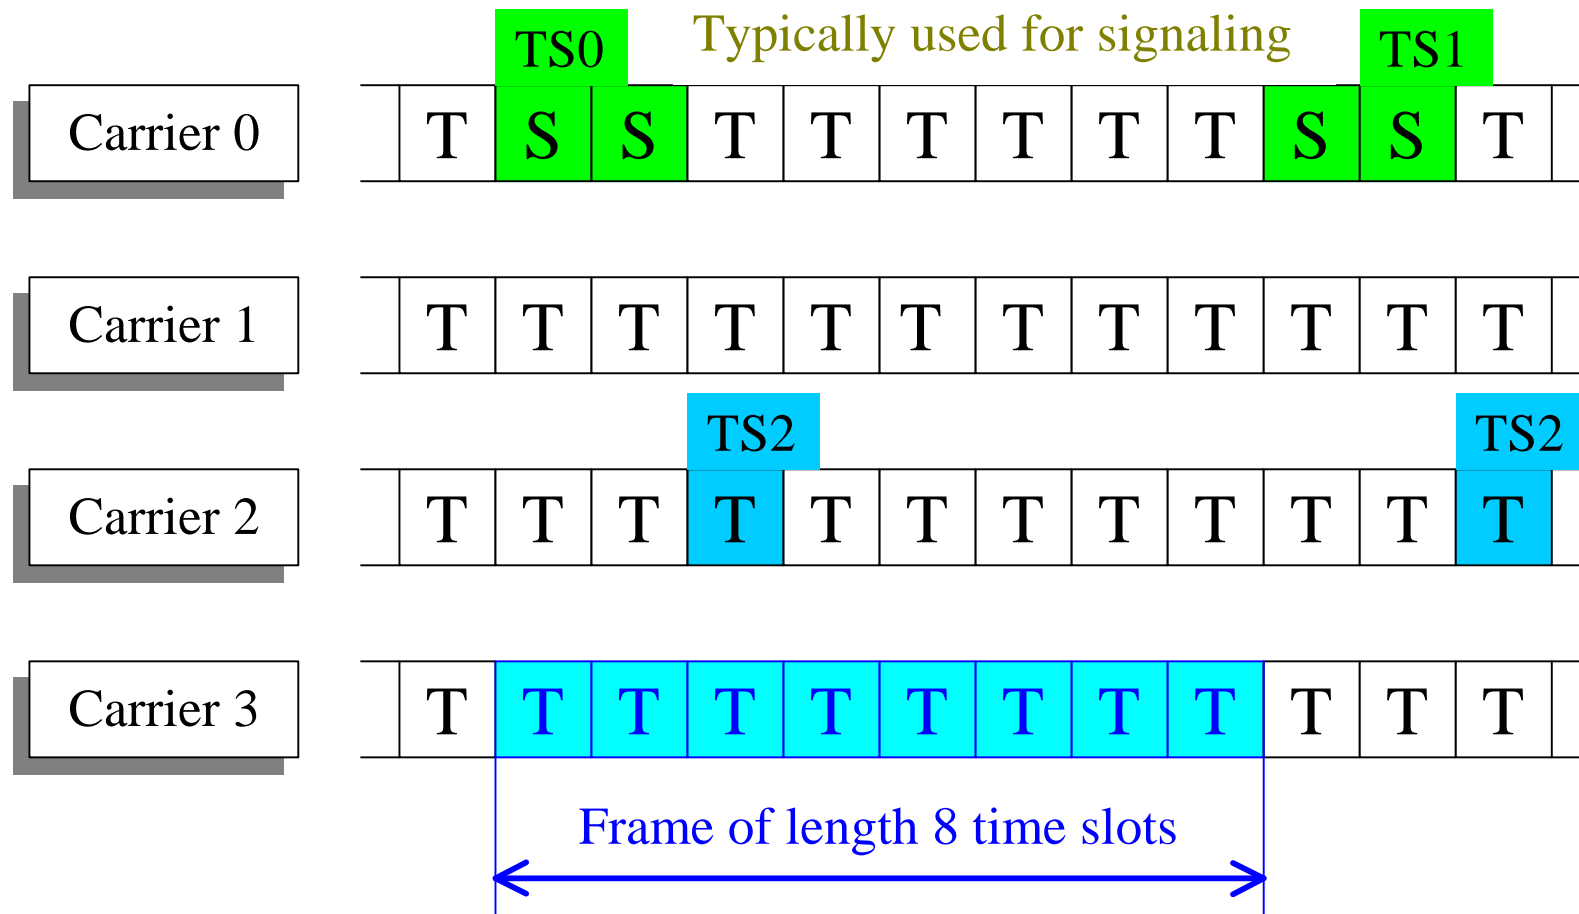 TS0 Typically used for signaling TS1
Carrier 0 T S S T T T T T T S S T
Carrier 1 T T T T T T T T T T T T
TS2 TS2
Carrier 2 T T T T T T T T T T T T
Carrier 3 T T T T T T T T T T T T
Frame of length 8 time slots